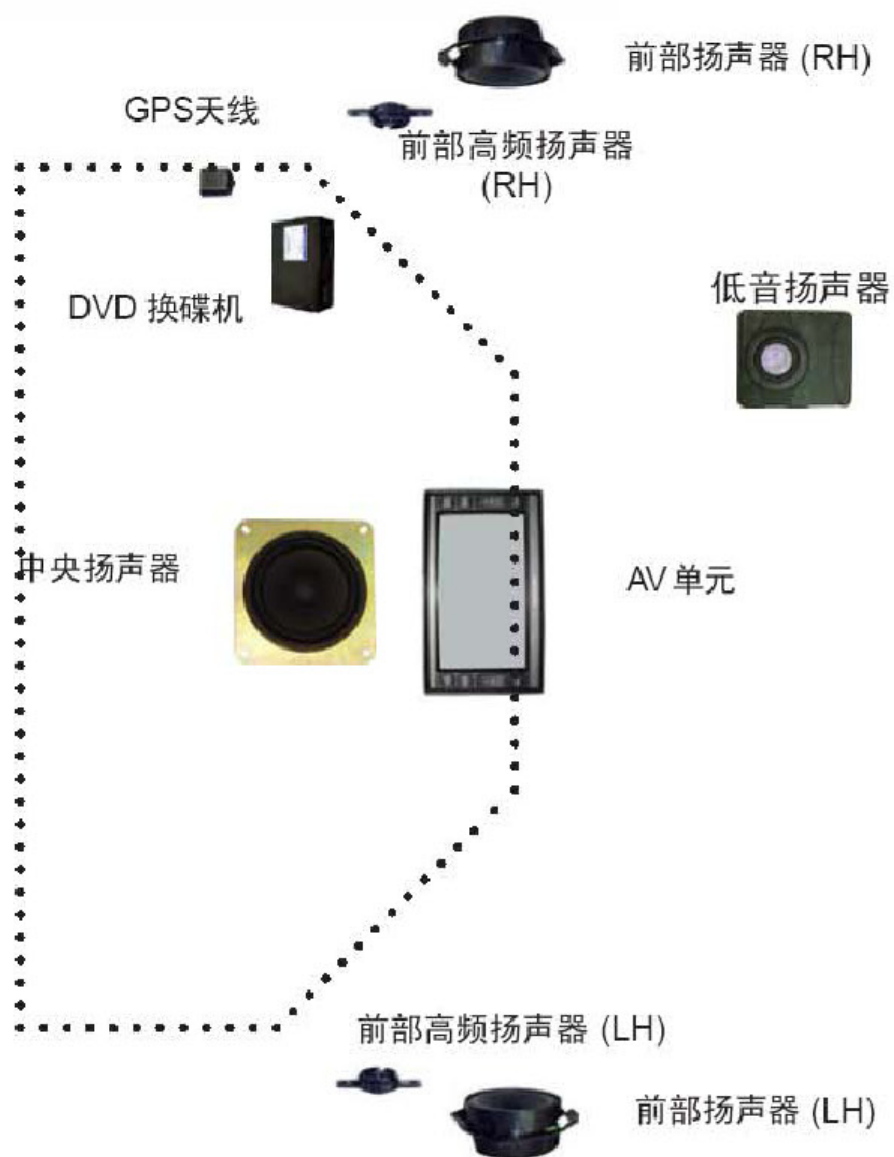 前部扬声器 (RH)
GPS天线
前部高频扬声器
(RH)
低音扬声器
DVD 换碟机
中央扬声器
AV 单元
前部高频扬声器 (LH)
前部扬声器 (LH)